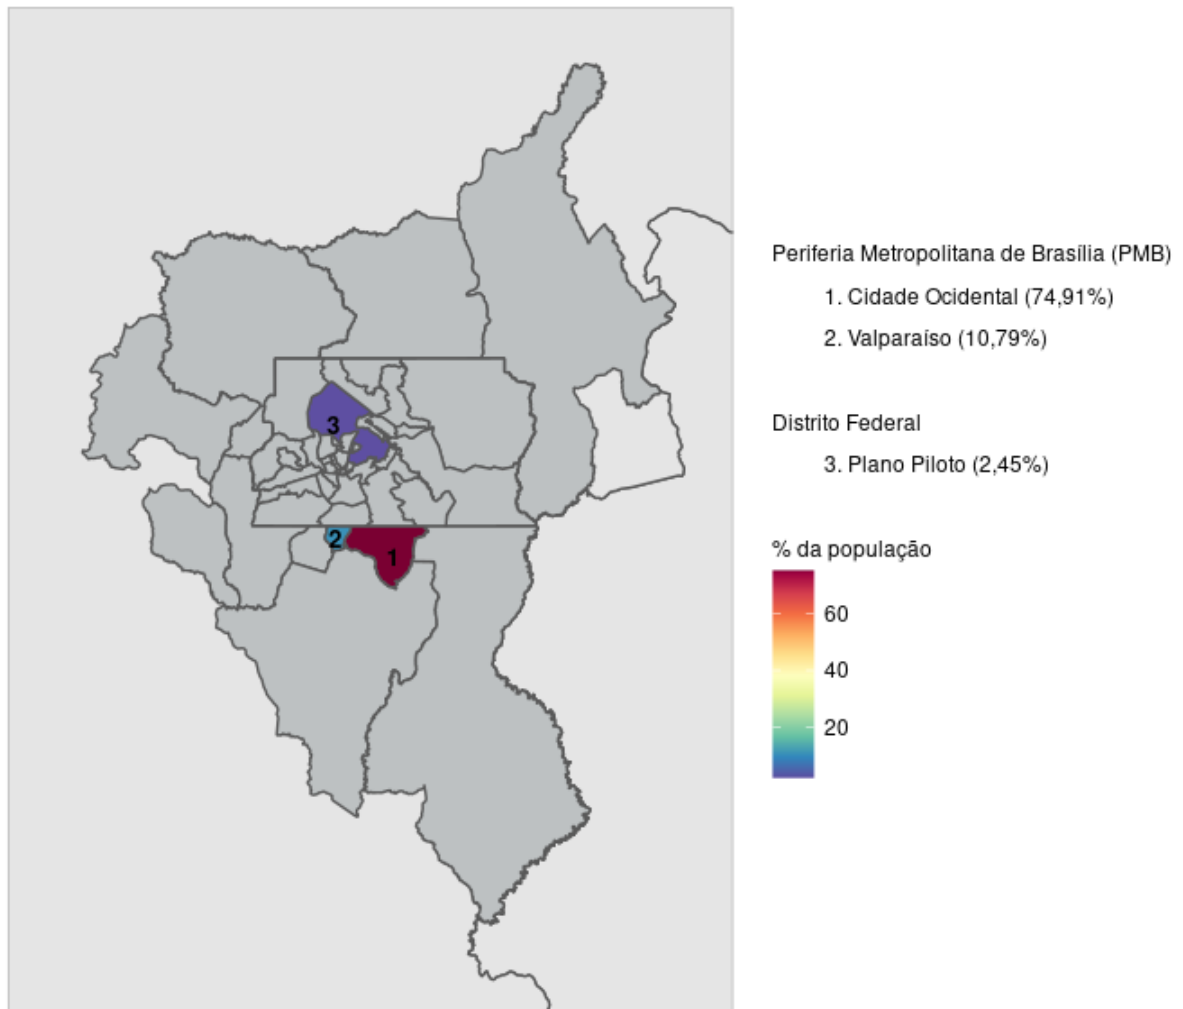 Periferia Metropolitana de Brasília (PMB)
1. Cidade Ocidental (74,91%)
2. Valparaíso (10,79%)
Distrito Federal
3. Plano Piloto (2,45%)
% da população
60
40
20
3
2
1